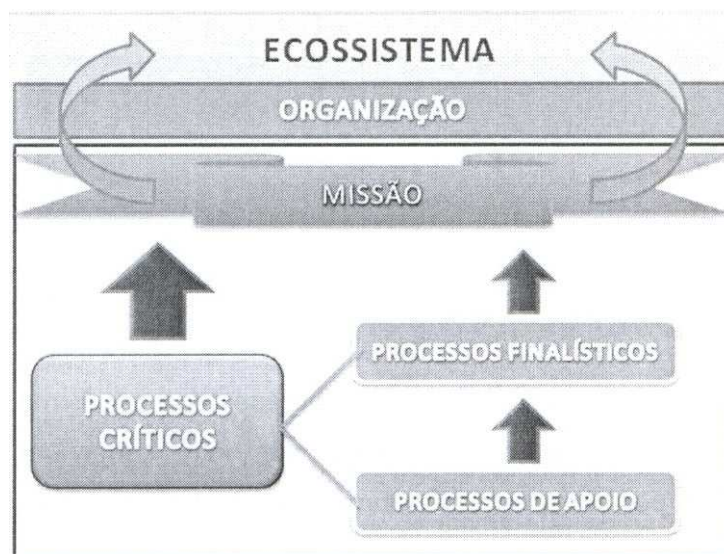 ECOSSISTEMA
ORGANIZAÇÃO
MISSÃO
PROCESSOS FINALÍSTICOS
PROCESSOS
CRÍTICOS
PROCESSOS DE APOIO